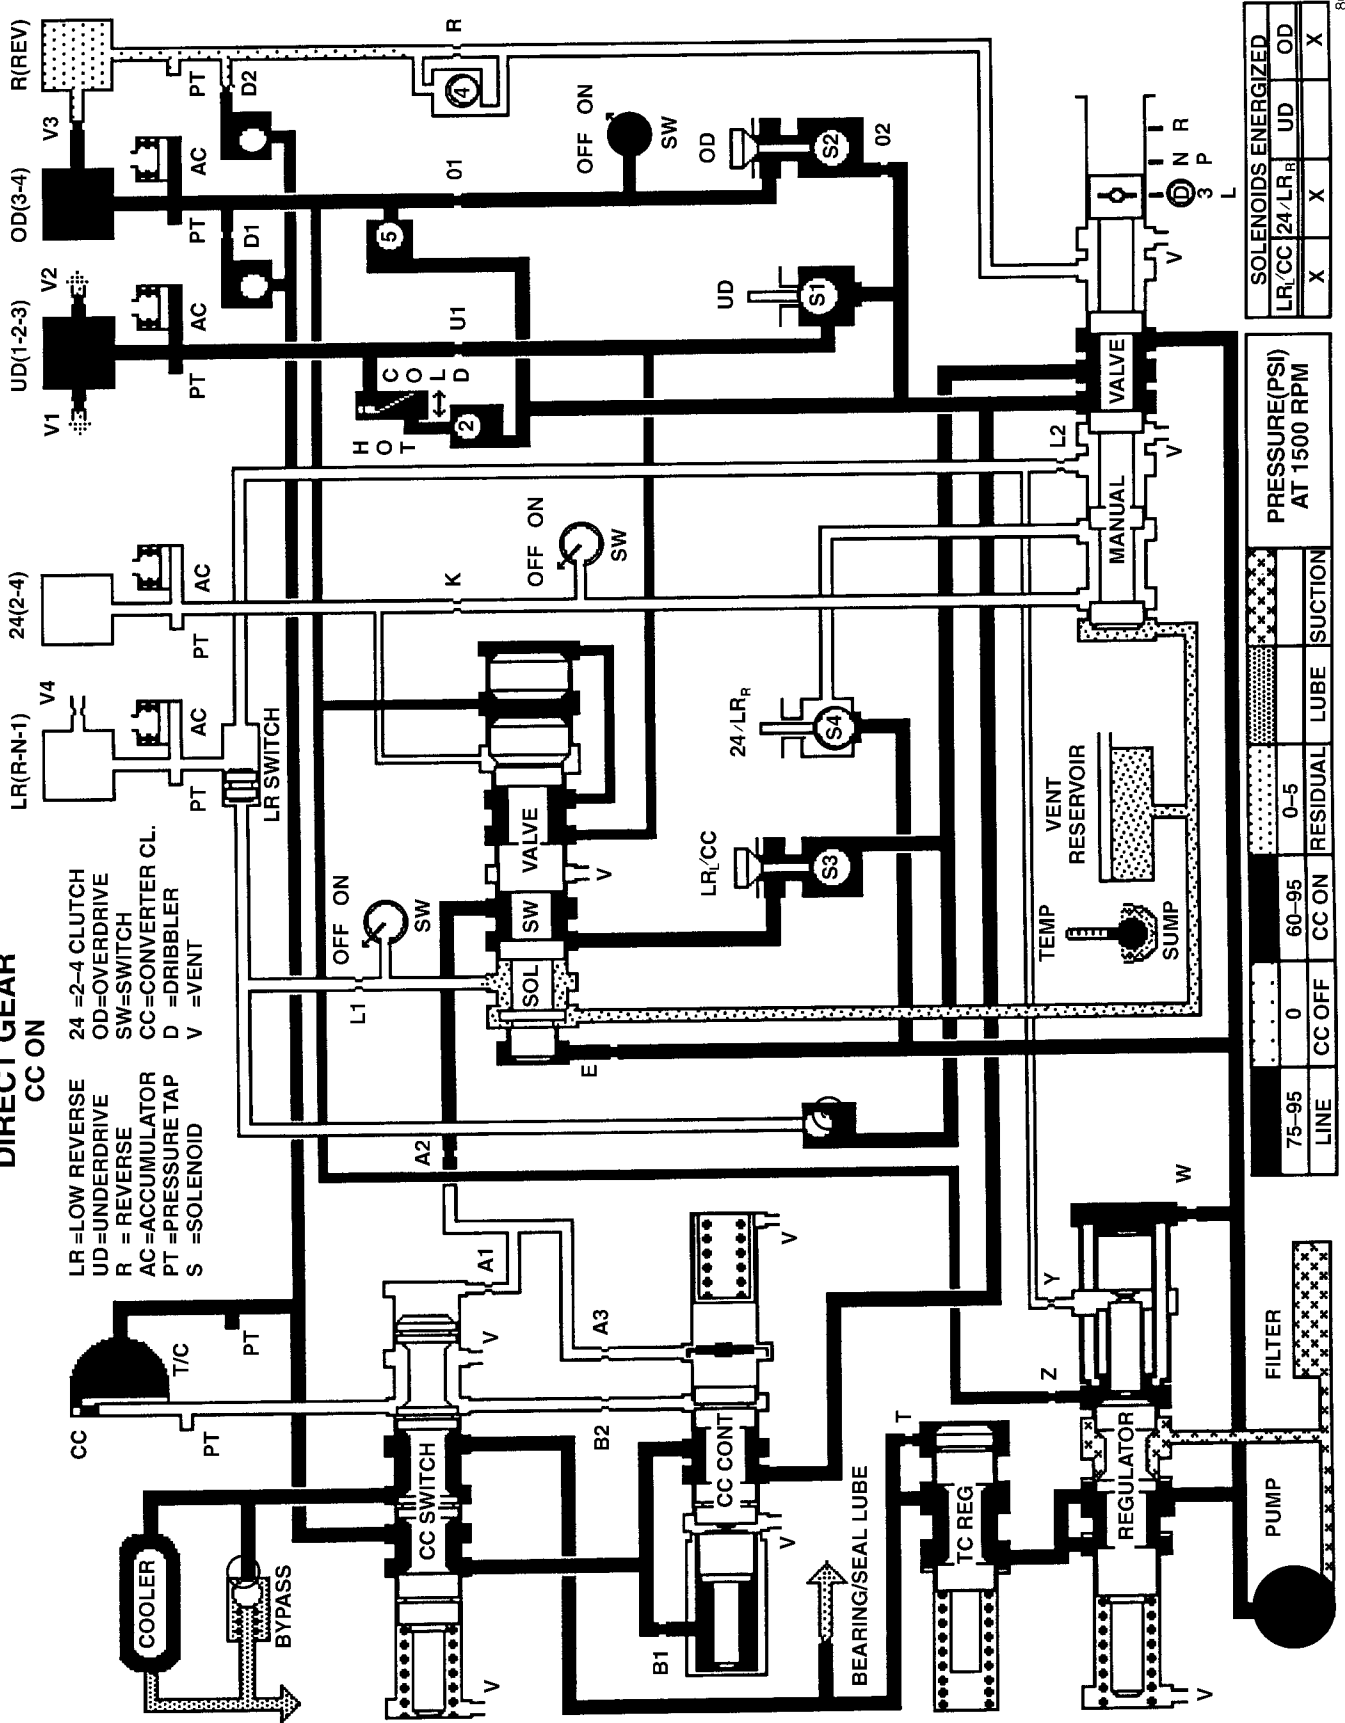 DIRECT GEAR
CC ON
LR =LOW REVERSE
UD=UNDERDRIVE
R = REVERSE
AC=ACCUMULATOR
PT =PRESSURE TAP
S =SOLENOID
24 =2–4 CLUTCH
OD=OVERDRIVE
SW=SWITCH
CC=CONVERTER CL.
D =DRIBBLER
V =VENT
LR(R-N-1)
24(2-4)
UD(1-2-3)
OD(3-4)
R(REV)
V4
V1
V2
V3
PT
AC
PT
AC
PT
AC
PT
AC
PT
D1
D2
LR SWITCH
K
U1
01
R
4
5
2
H
O
T
C
O
L
D
OFF ON
SW
OFF ON
SW
OFF ON
SW
L1
A2
A1
A3
B2
B1
E
OD
S2
02
UD
S1
24/LRR
S4
LRL/CC
S3
SOL
SW
VALVE
V
COOLER
BYPASS
CC
T/C
PT
PT
CC SWITCH
V
V
CC CONT
V
V
BEARING/SEAL LUBE
T
TC REG
Z
Y
W
REGULATOR
V
PUMP
FILTER
TEMP
SUMP
VENT
RESERVOIR
L2
MANUAL
VALVE
V
V
D N R
3 P
L
75–95
0
60–95
0–5
LINE
CC OFF
CC ON
RESIDUAL
LUBE
SUCTION
PRESSURE(PSI)
AT 1500 RPM
SOLENOIDS ENERGIZED
LRL/CC
24/LRR
UD
OD
X
X
X